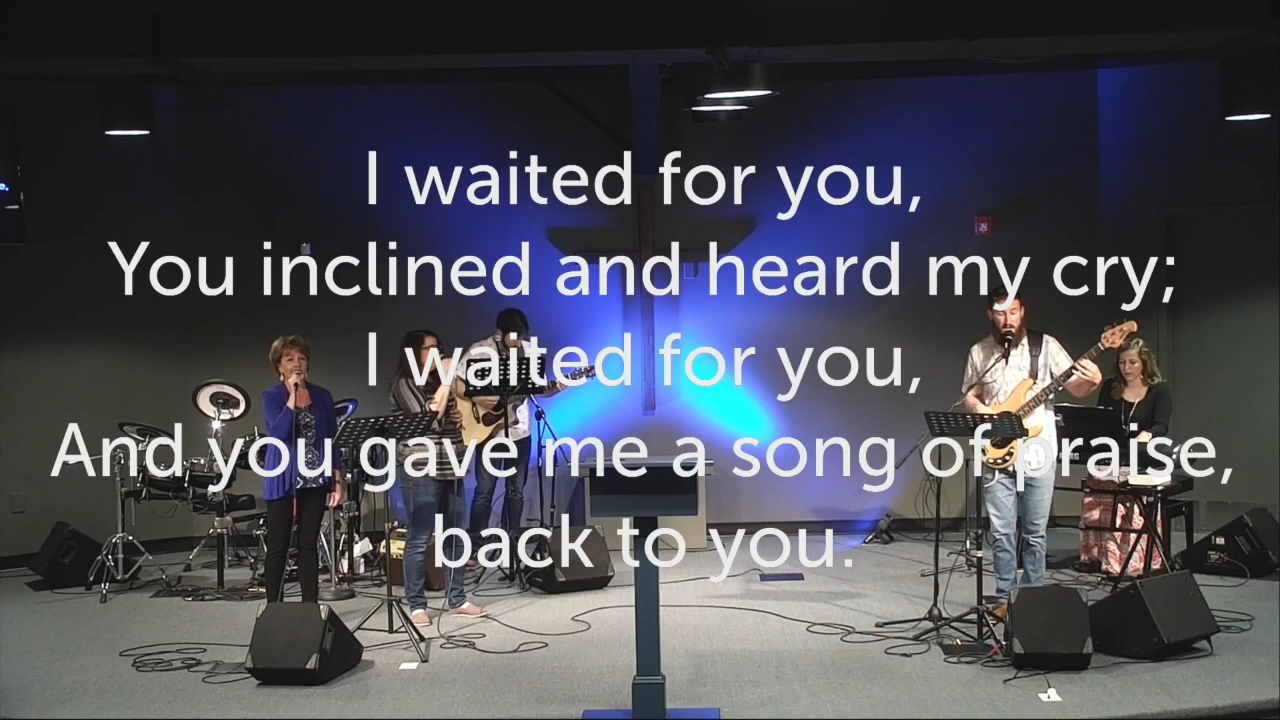 I waited for you,
You inclined and heard my cry;
I waited for you,
And you gave me a song of praise,
back to you.